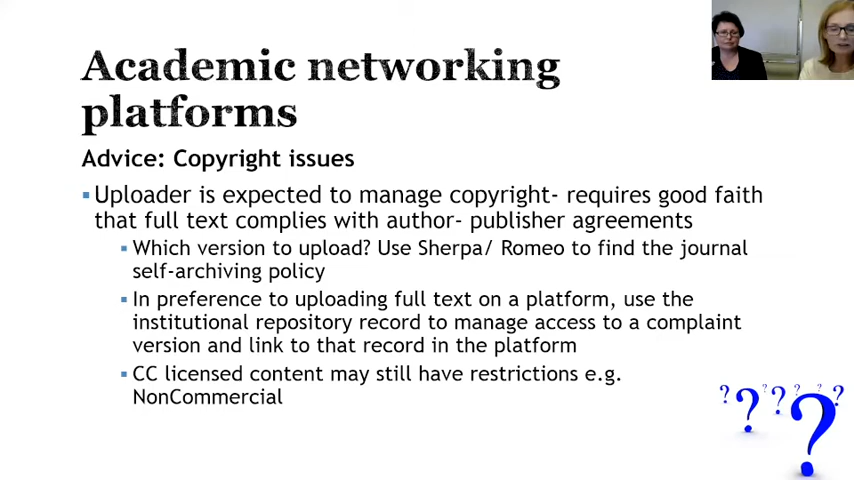 Academic networking
platforms
Advice: Copyright issues
Uploader is expected to manage copyright- requires good faith
that full text complies with author- publisher agreements
Which version to upload? Use Sherpa/ Romeo to find the journal
self-archiving policy
In preference to uploading full text on a platform, use the
institutional repository record to manage access to a complaint
version and link to that record in the platform
CC licensed content may still have restrictions e.g.
NonCommercial
? ? ? ? ? ? ?